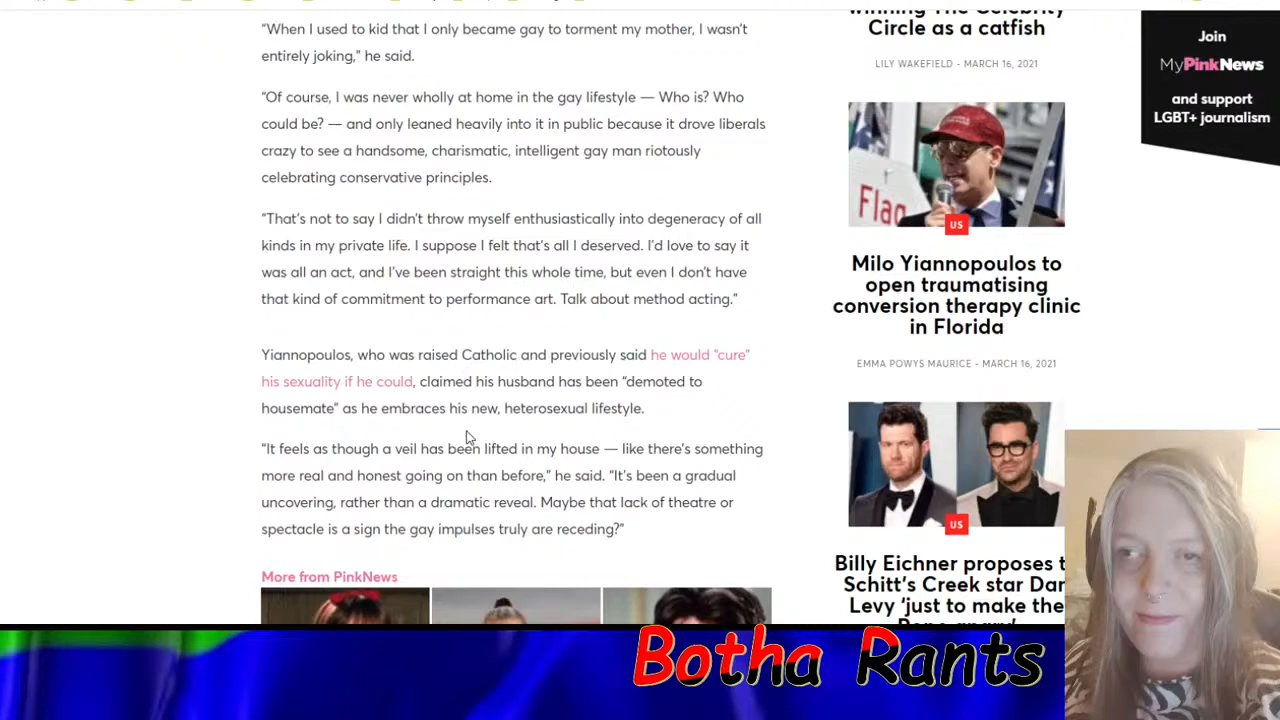 "When I used to kid that I only became gay to torment my mother, I wasn't
entirely joking," he said.
"Of course, I was never wholly at home in the gay lifestyle — Who is? Who
could be? — and only leaned heavily into it in public because it drove liberals
crazy to see a handsome, charismatic, intelligent gay man riotously
celebrating conservative principles.
"That's not to say I didn't throw myself enthusiastically into degeneracy of all
kinds in my private life. I suppose I felt that's all I deserved. I'd love to say it
was all an act, and I've been straight this whole time, but even I don't have
that kind of commitment to performance art. Talk about method acting."
Yiannopoulos, who was raised Catholic and previously said he would "cure"
his sexuality if he could, claimed his husband has been "demoted to
housemate" as he embraces his new, heterosexual lifestyle.
"It feels as though a veil has been lifted in my house — like there's something
more real and honest going on than before," he said. "It's been a gradual
uncovering, rather than a dramatic reveal. Maybe that lack of theatre or
spectacle is a sign the gay impulses truly are receding?"
More from PinkNews
winning The Celebrity
Circle as a catfish
LILY WAKEFIELD - MARCH 16, 2021
Flag
US
Milo Yiannopoulos to
open traumatising
conversion therapy clinic
in Florida
EMMA POWYS MAURICE - MARCH 16, 2021
US
Billy Eichner proposes t
Schitt's Creek star Dan
Levy 'just to make the
Pope angry'
Join
MyPinkNews
and support
LGBT+ journalism
Botha Rants